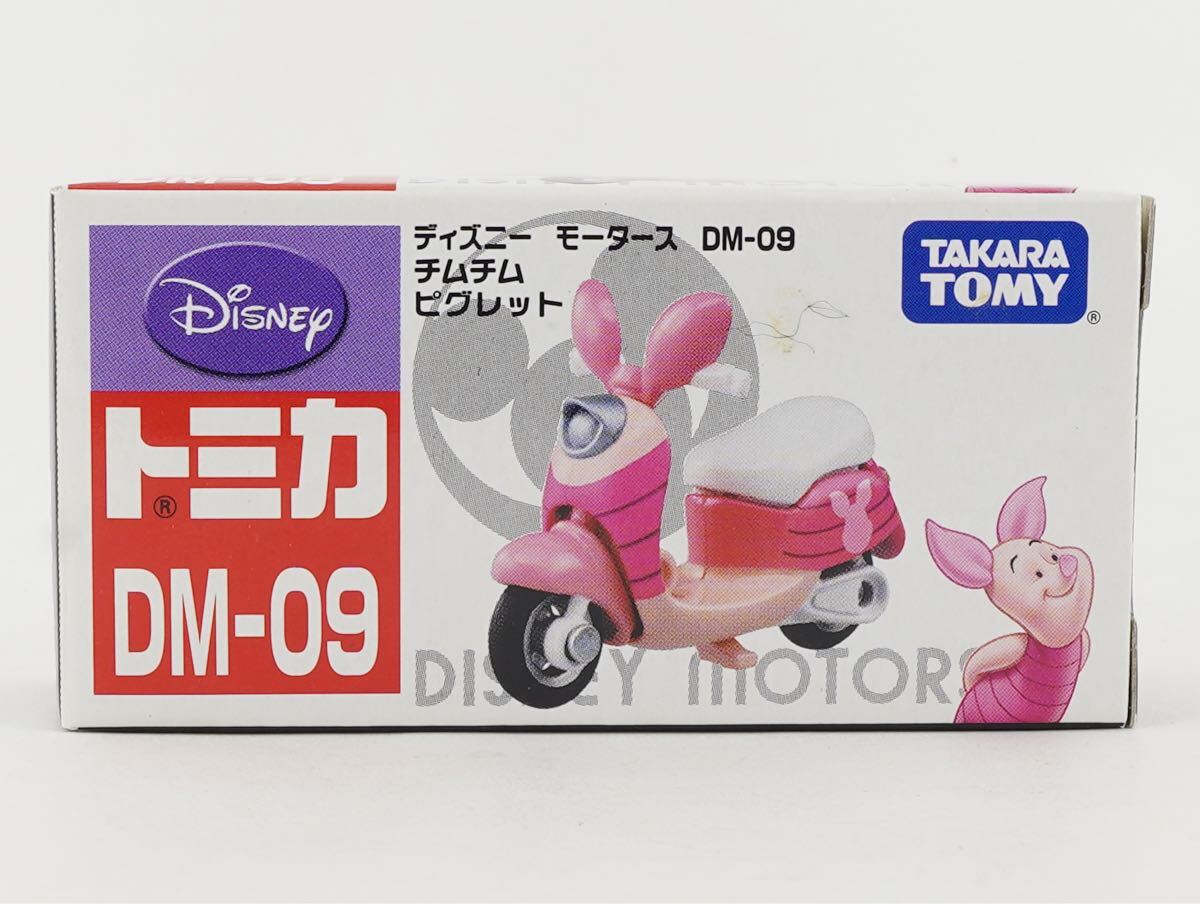 DISNEY
トミカ
®
DM-09
ディズニー モータース DM-09
チムチム
ピグレット
TAKARA
TOMY
®
DISNEY MOTORS